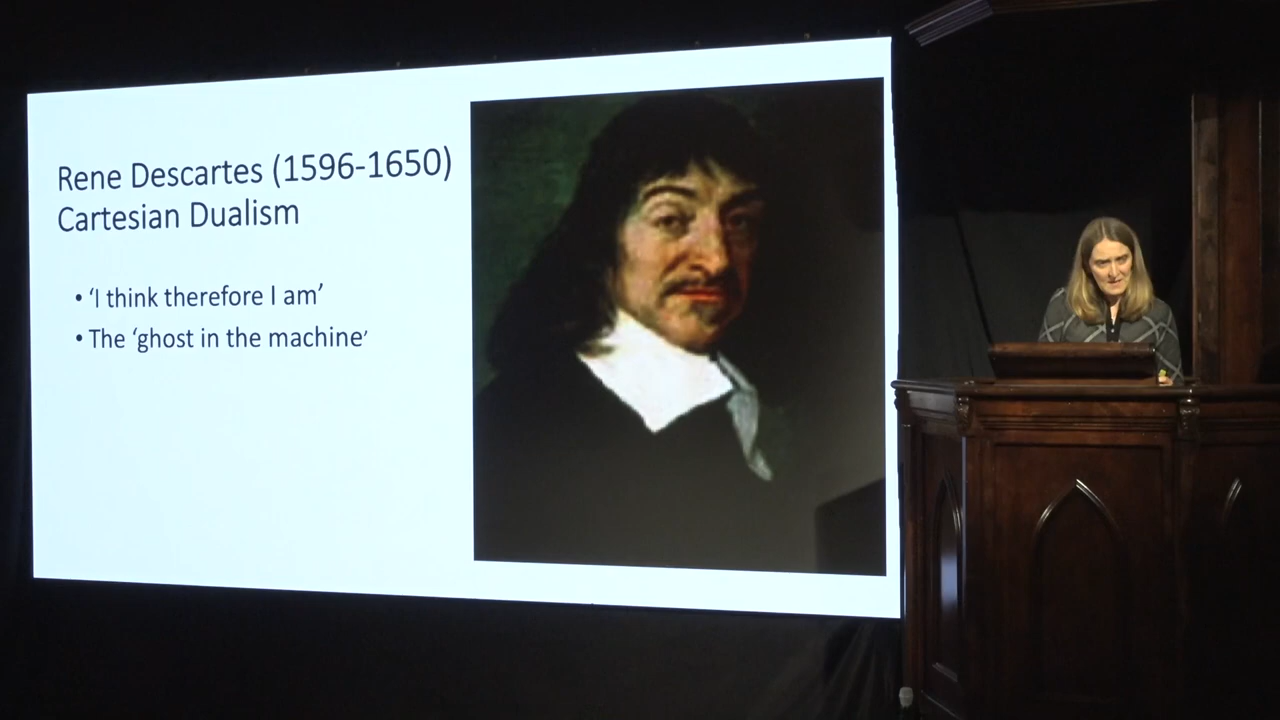 Rene Descartes (1596-1650)
Cartesian Dualism
• ‘I think therefore I am’
• The ‘ghost in the machine’